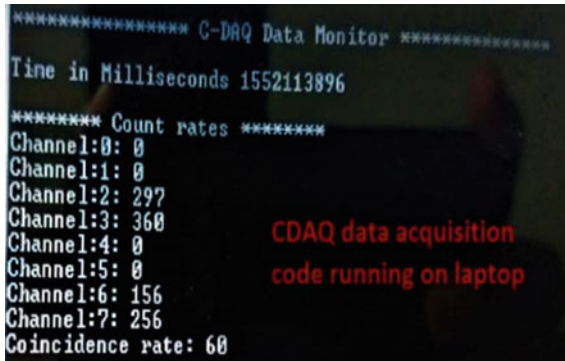 **************** C-DAQ Data Monitor **************
Time in Milliseconds 1552113896
******** Count rates ********
Channel:0: 0
Channel:1: 0
Channel:2: 297
Channel:3: 360
Channel:4: 0
Channel:5: 0
Channel:6: 156
Channel:7: 256
Coincidence rate: 60
CDAQ data acquisition
code running on laptop